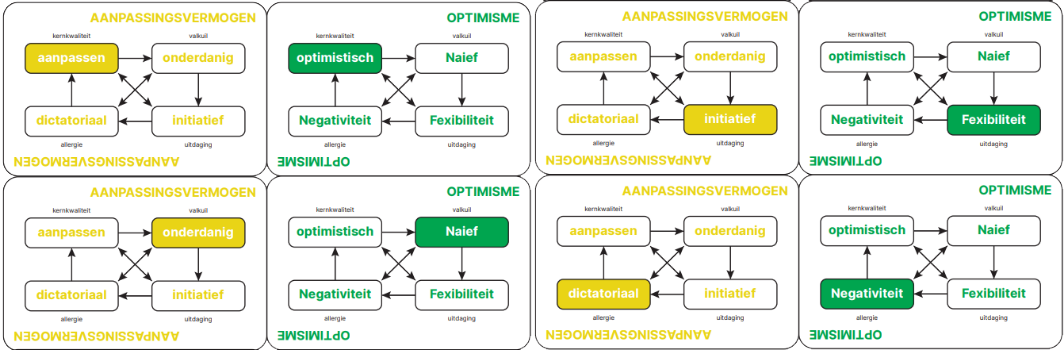 AANPASSINGSVERMOGEN
kernkwaliteit valkuil
aanpassen onderdanig
dictatoriaal initiatief
allergie uitdaging
AANPASSINGSVERMOGEN
OPTIMISME
kernkwaliteit valkuil
optimistisch Naief
Negativiteit Fexibiliteit
allergie uitdaging
OPTIMISME
AANPASSINGSVERMOGEN
kernkwaliteit valkuil
aanpassen onderdanig
dictatoriaal initiatief
allergie uitdaging
AANPASSINGSVERMOGEN
OPTIMISME
kernkwaliteit valkuil
optimistisch Naief
Negativiteit Fexibiliteit
allergie uitdaging
OPTIMISME
AANPASSINGSVERMOGEN
kernkwaliteit valkuil
aanpassen onderdanig
dictatoriaal initiatief
allergie uitdaging
AANPASSINGSVERMOGEN
OPTIMISME
kernkwaliteit valkuil
optimistisch Naief
Negativiteit Fexibiliteit
allergie uitdaging
OPTIMISME
AANPASSINGSVERMOGEN
kernkwaliteit valkuil
aanpassen onderdanig
dictatoriaal initiatief
allergie uitdaging
AANPASSINGSVERMOGEN
OPTIMISME
kernkwaliteit valkuil
optimistisch Naief
Negativiteit Fexibiliteit
allergie uitdaging
OPTIMISME